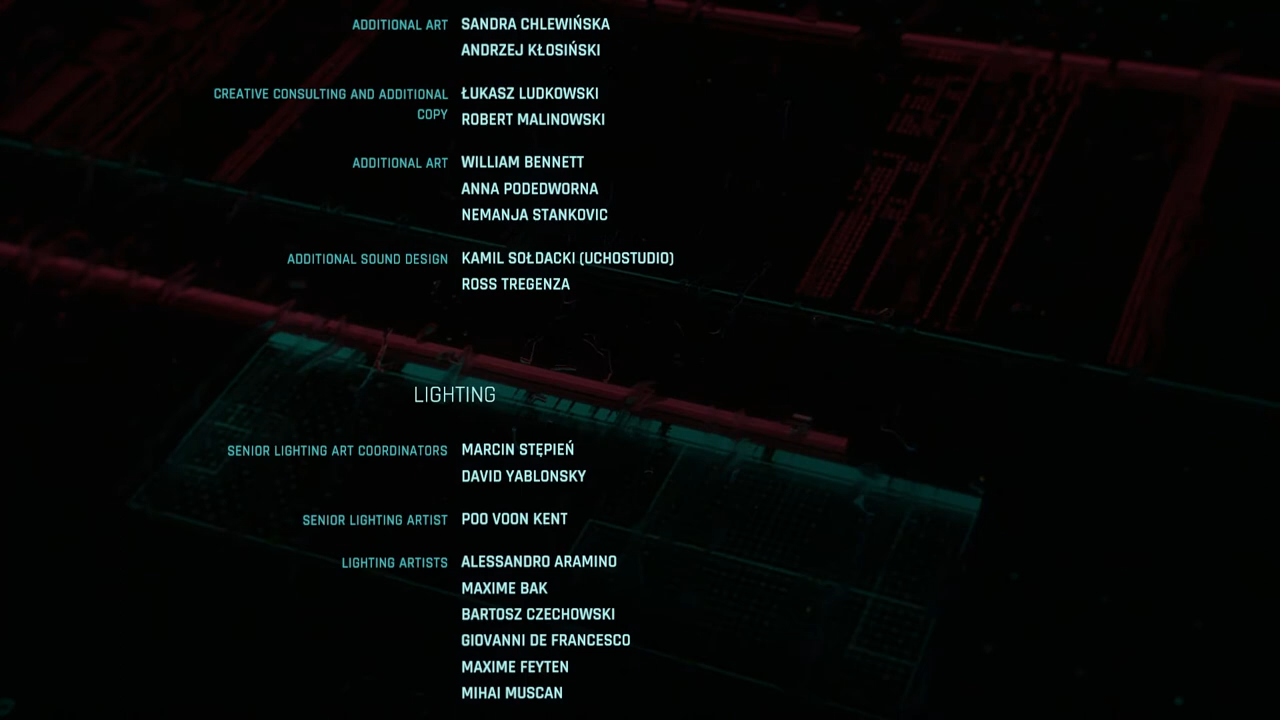 ADDITIONAL ART SANDRA CHLEWIŃSKA
ANDRZEJ KŁOSIŃSKI
CREATIVE CONSULTING AND ADDITIONAL ŁUKASZ LUDKOWSKI
COPY ROBERT MALINOWSKI
ADDITIONAL ART WILLIAM BENNETT
ANNA PODEDWORNA
NEMANJA STANKOVIC
ADDITIONAL SOUND DESIGN KAMIL SOŁDACKI (UCHOSTUDIO)
ROSS TREGENZA
LIGHTING
SENIOR LIGHTING ART COORDINATORS MARCIN STĘPIEŃ
DAVID YABLONSKY
SENIOR LIGHTING ARTIST POO VOON KENT
LIGHTING ARTISTS ALESSANDRO ARAMINO
MAXIME BAK
BARTOSZ CZECHOWSKI
GIOVANNI DE FRANCESCO
MAXIME FEYTEN
MIHAI MUSCAN